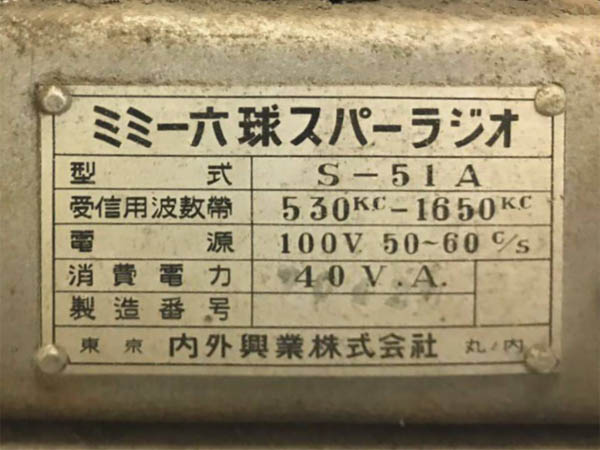 ミミー六球スパーラジオ
型式 S-51A
受信用波数帯 530KC-1650KC
電源 100V 50~60 c/s
消費電力 40V.A.
製造番号
東京 内外興業株式会社 丸ノ内